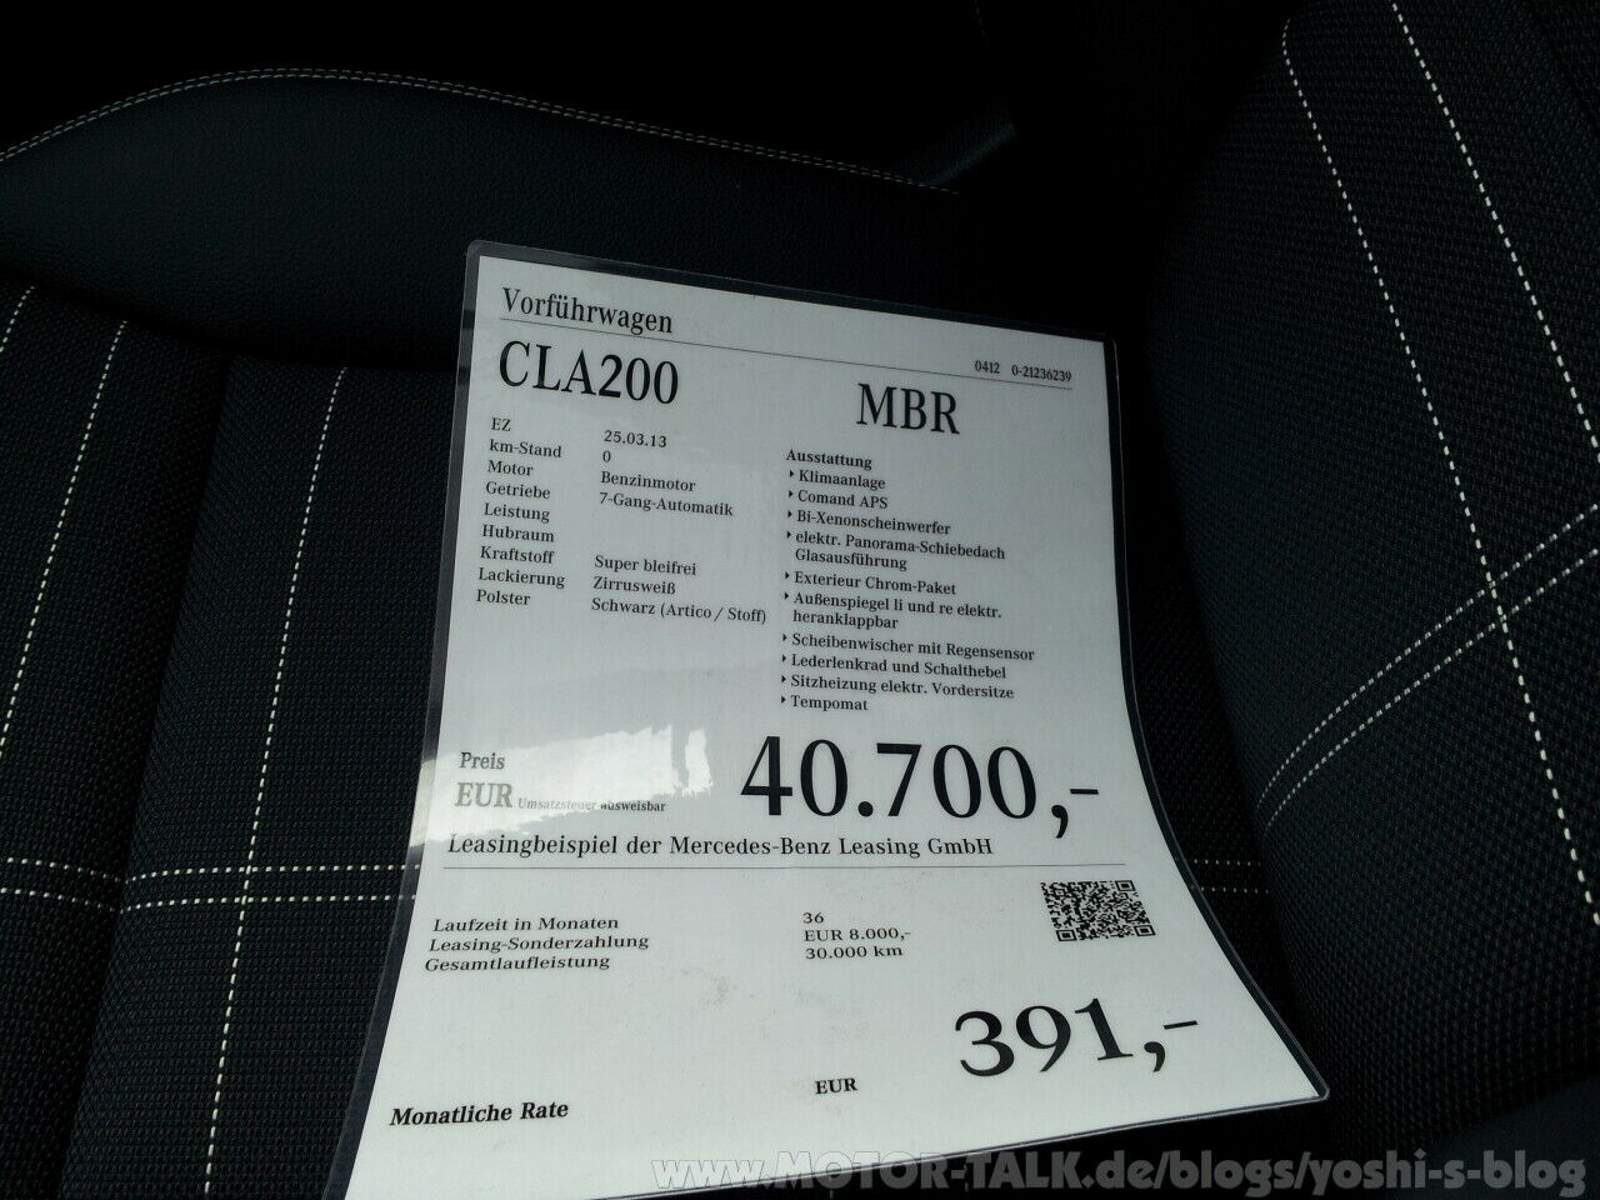 Vorführwagen
0412 0-21236239
CLA200
MBR
EZ 25.03.13
km-Stand 0
Motor Benzinmotor
Getriebe 7-Gang-Automatik
Leistung
Hubraum
Kraftstoff Super bleifrei
Lackierung Zirrusweiß
Polster Schwarz (Artico / Stoff)
Ausstattung
Klimaanlage
Comand APS
Bi-Xenonscheinwerfer
elektr. Panorama-Schiebedach
Glasausführung
Exterieur Chrom-Paket
Außenspiegel li und re elektr.
heranklappbar
Scheibenwischer mit Regensensor
Lederlenkrad und Schalthebel
Sitzheizung elektr. Vordersitze
Tempomat
Preis
EUR Umsatzsteuer ausweisbar 40.700,-
Leasingbeispiel der Mercedes-Benz Leasing GmbH
Laufzeit in Monaten 36
Leasing-Sonderzahlung EUR 8.000,-
Gesamtlaufleistung 30.000 km
Monatliche Rate EUR 391,-
www.MOTOR-TALK.de/blogs/yoshi-s-blog